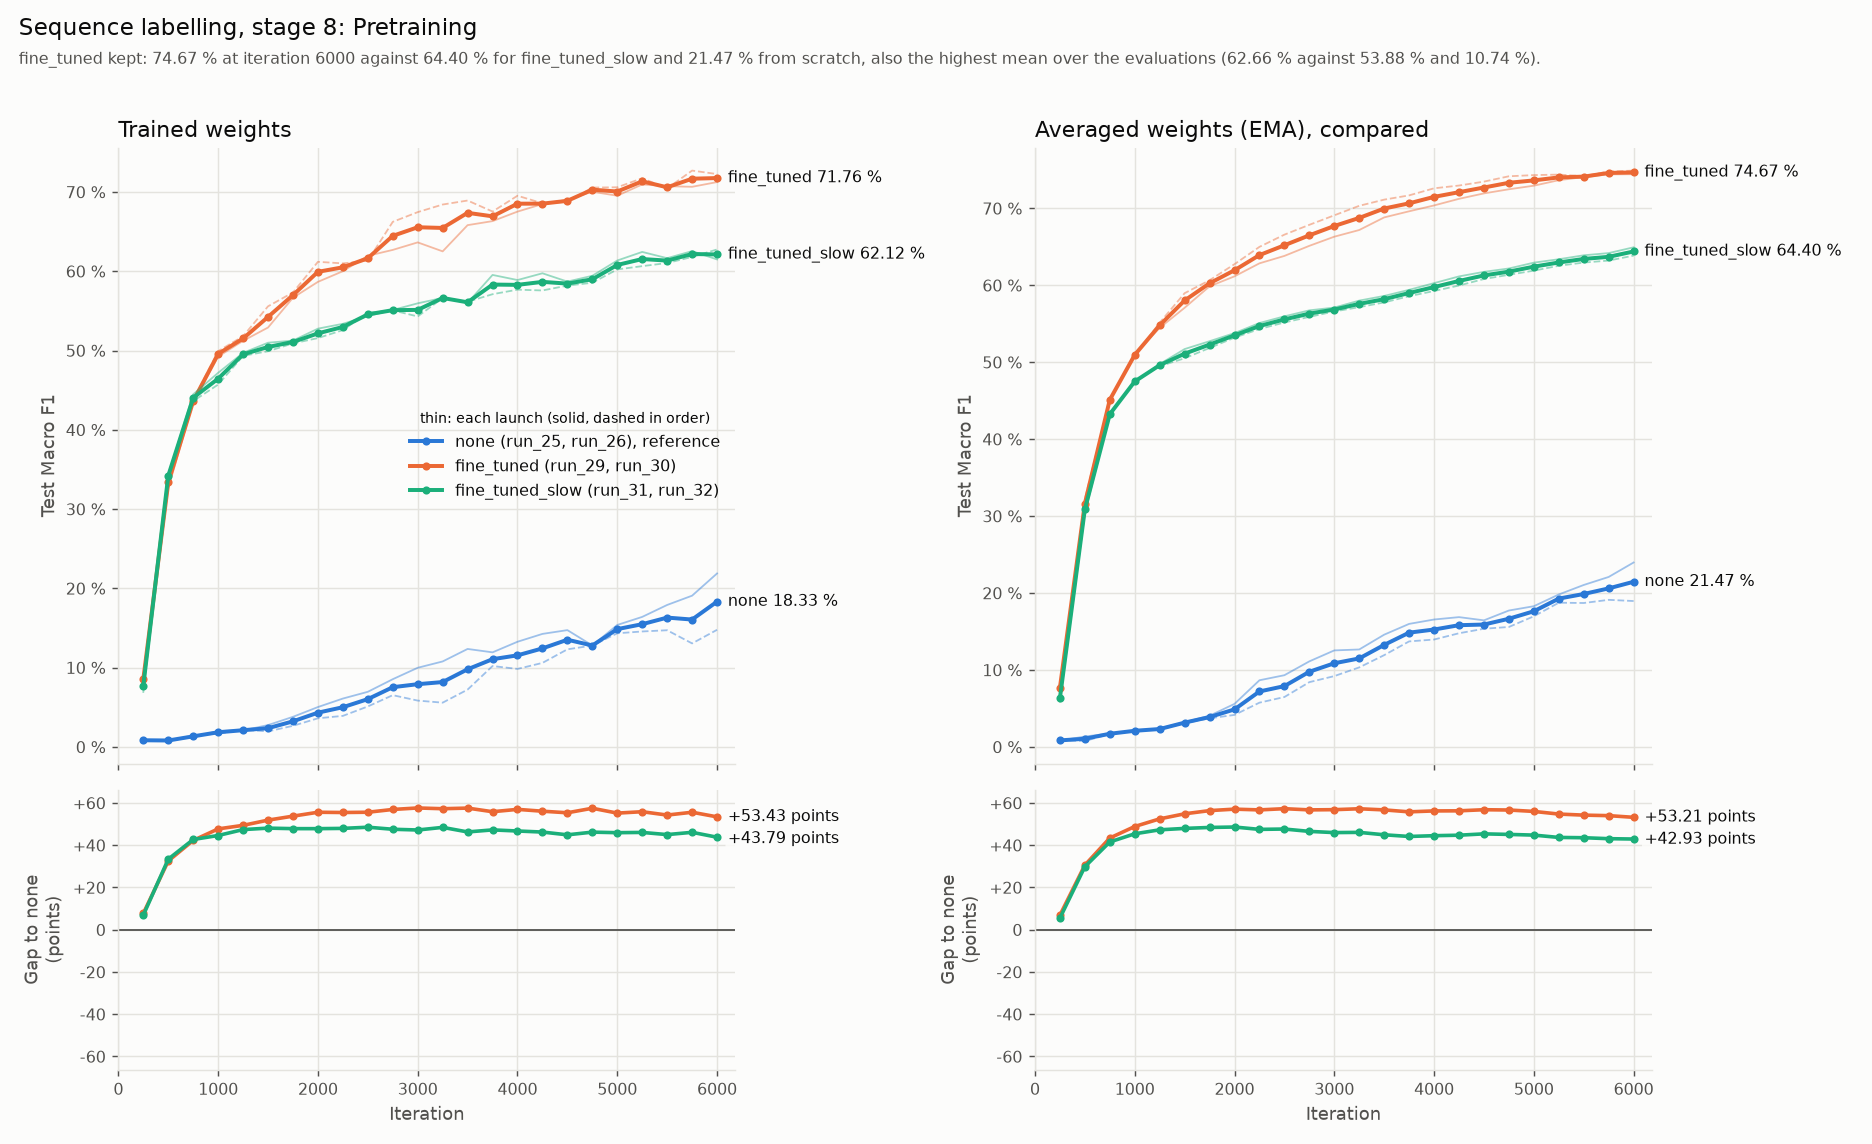 Sequence labelling, stage 8: Pretraining
fine_tuned kept: 74.67 % at iteration 6000 against 64.40 % for fine_tuned_slow and 21.47 % from scratch, also the highest mean over the evaluations (62.66 % against 53.88 % and 10.74 %).
Trained weights
Test Macro F1
70 %
60 %
50 %
40 %
30 %
20 %
10 %
0 %
fine_tuned 71.76 %
fine_tuned_slow 62.12 %
none 18.33 %
thin: each launch (solid, dashed in order)
none (run_25, run_26), reference
fine_tuned (run_29, run_30)
fine_tuned_slow (run_31, run_32)
Gap to none
(points)
+60
+40
+20
0
-20
-40
-60
+53.43 points
+43.79 points
0 1000 2000 3000 4000 5000 6000
Iteration
Averaged weights (EMA), compared
Test Macro F1
70 %
60 %
50 %
40 %
30 %
20 %
10 %
0 %
fine_tuned 74.67 %
fine_tuned_slow 64.40 %
none 21.47 %
Gap to none
(points)
+60
+40
+20
0
-20
-40
-60
+53.21 points
+42.93 points
0 1000 2000 3000 4000 5000 6000
Iteration